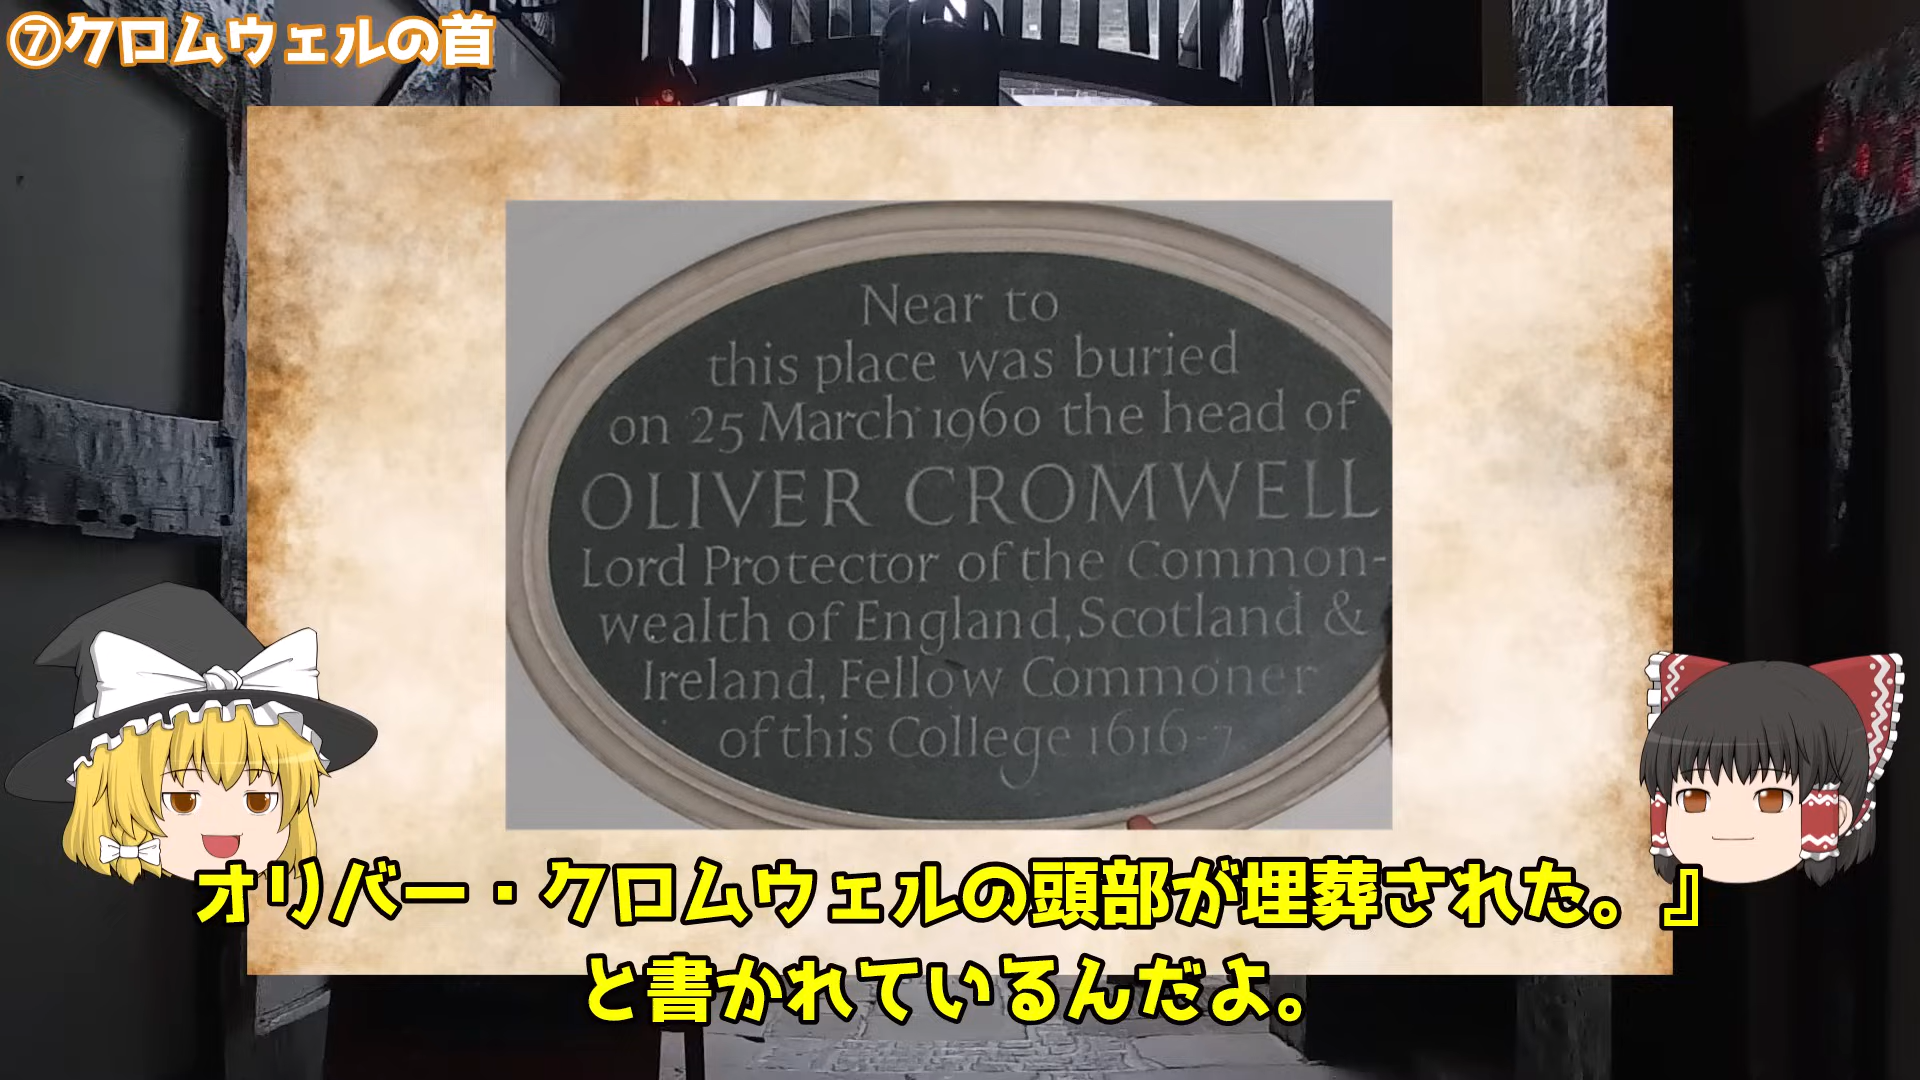 ⑦クロムウェルの首
Near to
this place was buried
on 25 March 1960 the head of
OLIVER CROMWELL
Lord Protector of the Common-
wealth of England, Scotland &
Ireland, Fellow Commoner
of this College 1616-7
オリバー・クロムウェルの頭部が埋葬された。』
と書かれているんだよ。